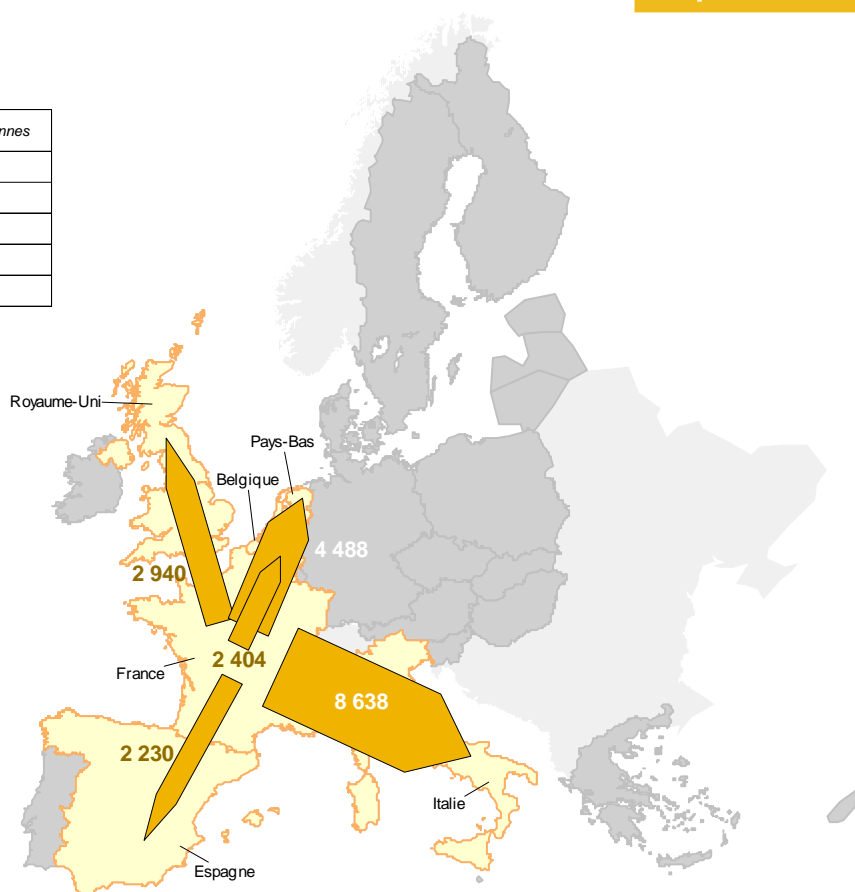 nnes
Royaume-Uni
Pays-Bas
Belgique
4 488
2 940
2 404
France
8 638
2 230
Italie
Espagne